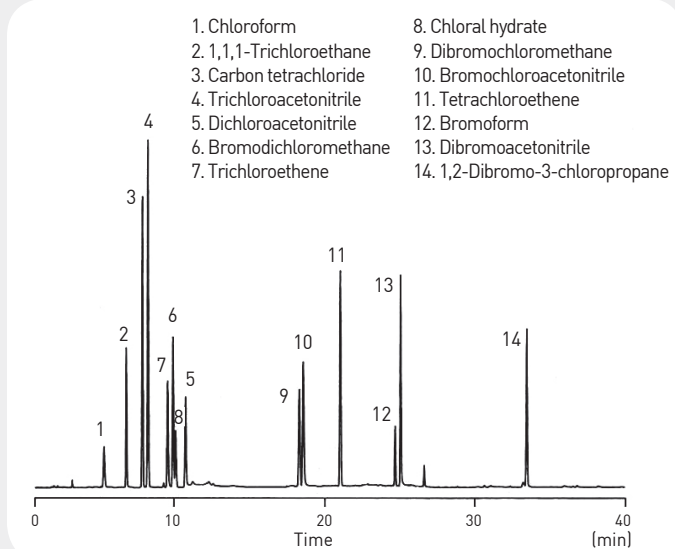 1. Chloroform
2. 1,1,1-Trichloroethane
3. Carbon tetrachloride
4. Trichloroacetonitrile
5. Dichloroacetonitrile
6. Bromodichloromethane
7. Trichloroethene
8. Chloral hydrate
9. Dibromochloromethane
10. Bromochloroacetonitrile
11. Tetrachloroethene
12. Bromoform
13. Dibromoacetonitrile
14. 1,2-Dibromo-3-chloropropane
1
2
3
4
7
6
8
5
9
10
11
12
13
14
0
10
20
30
40
Time
(min)